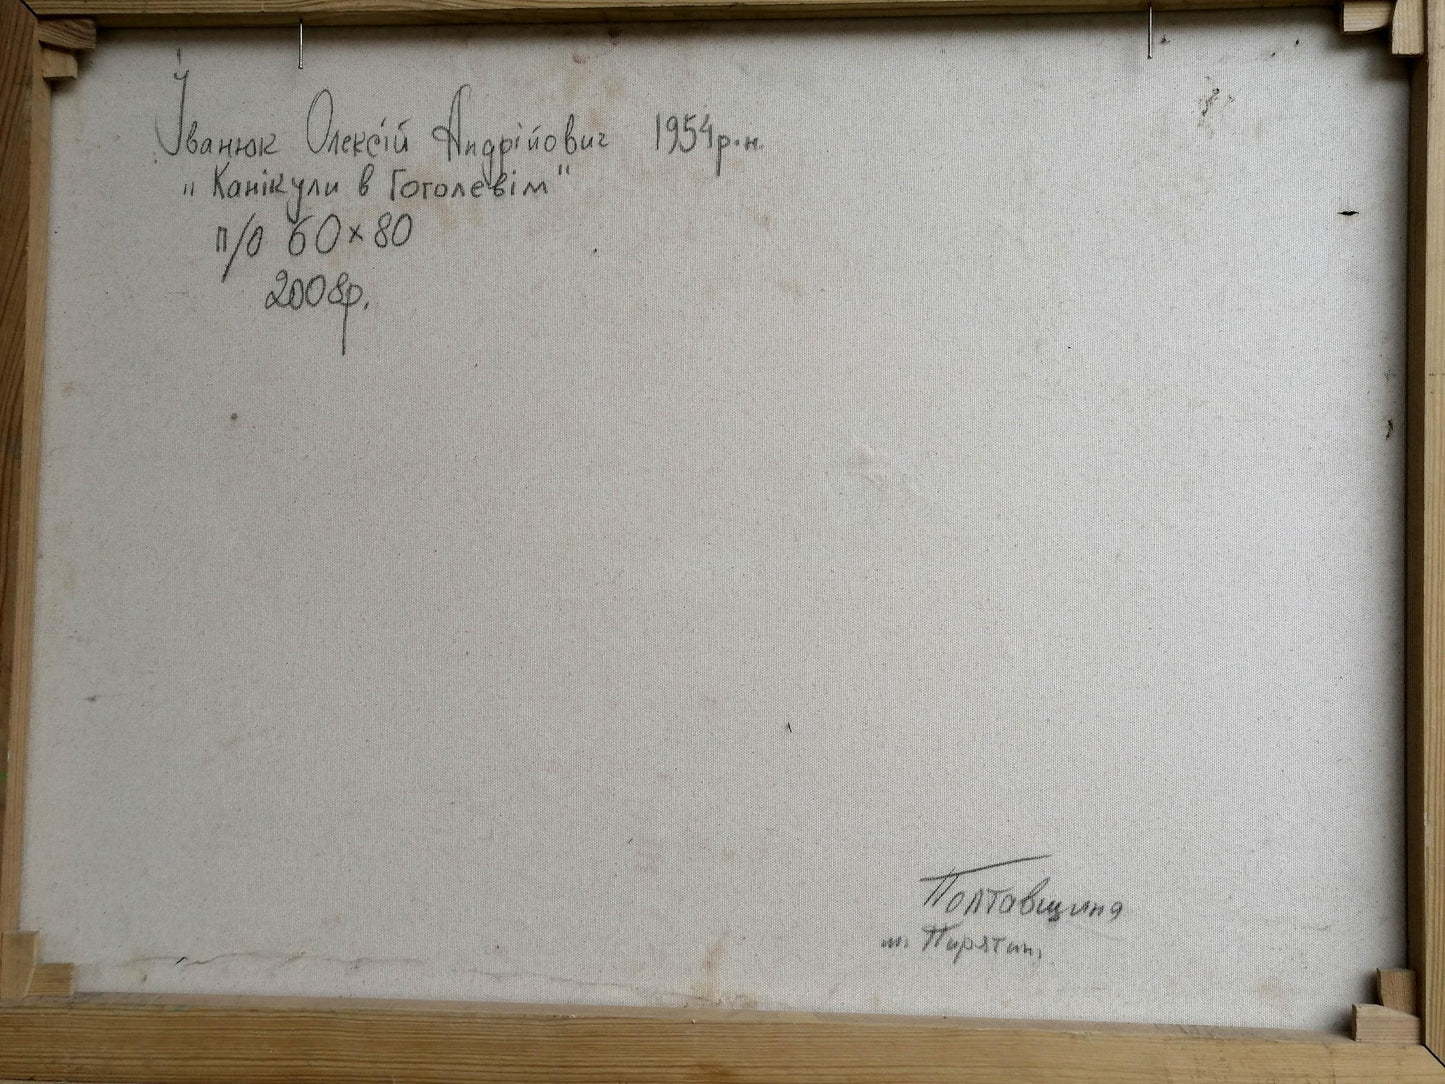 Іванюк Олексій Андрійович 1954р.н.
"Канікули в Гоголевім"
п/о 60×80
2008р.
Полтавщина
м. Пирятин,